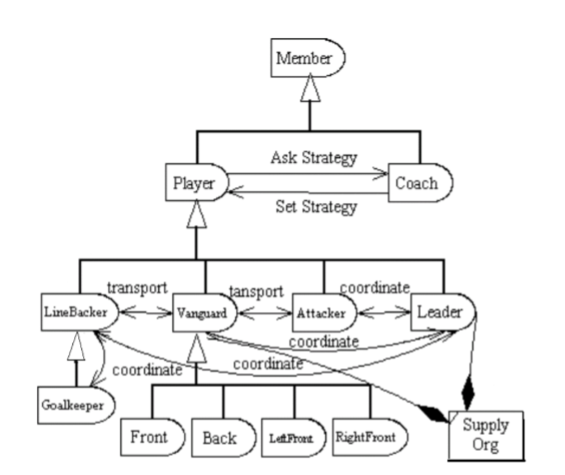 Member
Ask Strategy
Player
Coach
Set Strategy
transport
tansport
coordinate
LineBacker
Vanguard
Attacker
Leader
coordinate
coordinate
coordinate
Goalkeeper
Front
Back
LeftFront
RightFront
Supply
Org